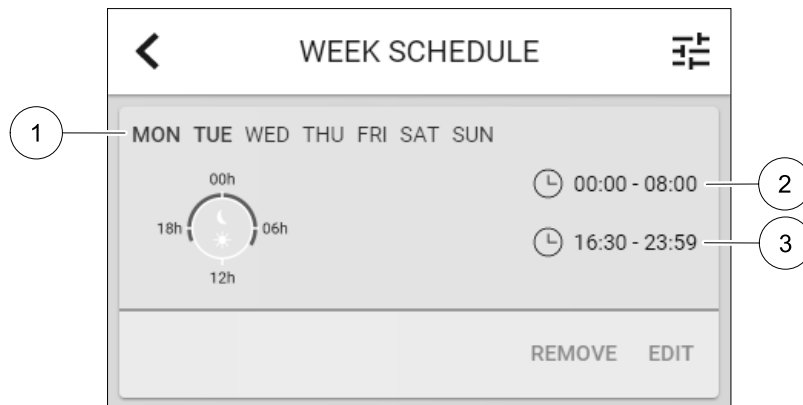 WEEK SCHEDULE
1
MON TUE WED THU FRI SAT SUN
00h
18h
06h
12h
00:00 - 08:00
2
16:30 - 23:59
3
REMOVE EDIT